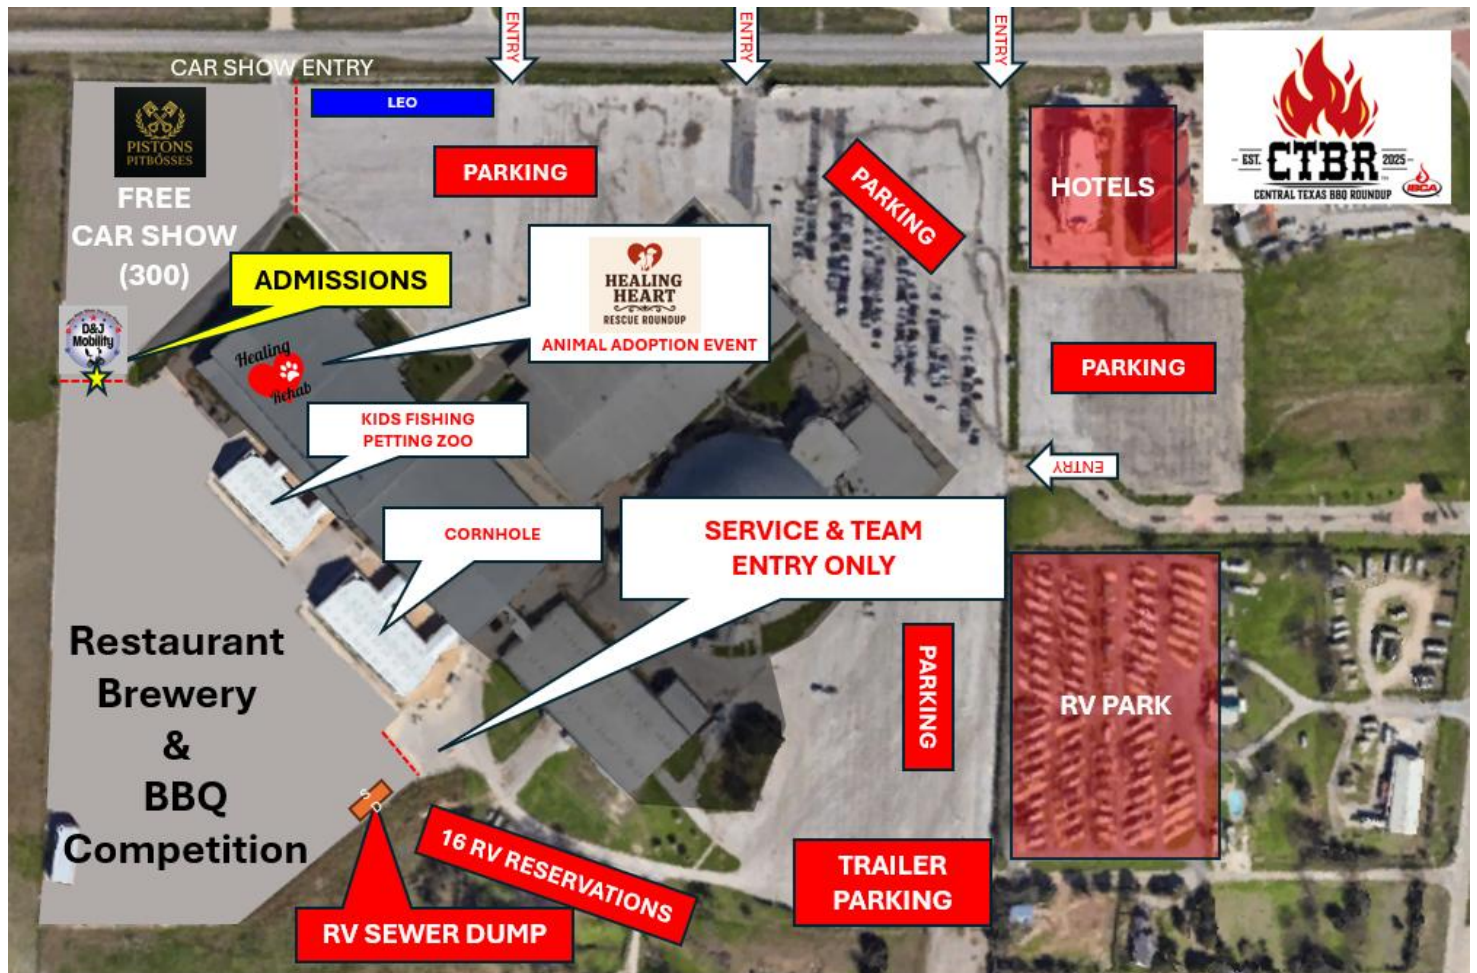 ENTRY
ENTRY
ENTRY
CAR SHOW ENTRY
LEO
PISTONS
PITBOSSES
FREE
CAR SHOW
(300)
PARKING
PARKING
HOTELS
EST. CTBR 2025
CENTRAL TEXAS BBQ ROUNDUP
IBCA
ADMISSIONS
HEALING
HEART
RESCUE ROUNDUP
ANIMAL ADOPTION EVENT
D&J
Mobility
Healing
Rehab
PARKING
KIDS FISHING
PETTING ZOO
ENTRY
CORNHOLE
SERVICE & TEAM
ENTRY ONLY
Restaurant
Brewery
&
BBQ
Competition
PARKING
RV PARK
S
D
16 RV RESERVATIONS
TRAILER
PARKING
RV SEWER DUMP